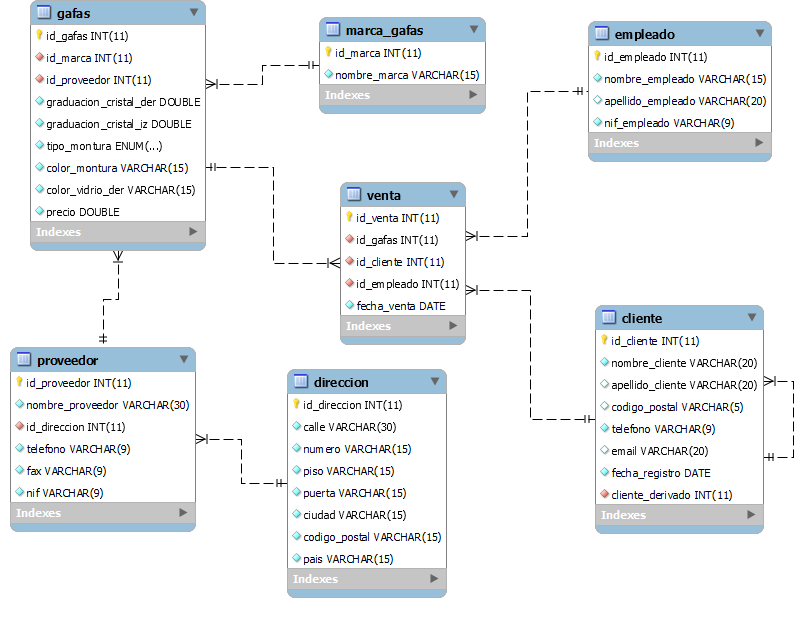 gafas
id_gafas INT(11)
id_marca INT(11)
id_proveedor INT(11)
graduacion_cristal_der DOUBLE
graduacion_cristal_iz DOUBLE
tipo_montura ENUM(...)
color_montura VARCHAR(15)
color_vidrio_der VARCHAR(15)
precio DOUBLE
Indexes
marca_gafas
id_marca INT(11)
nombre_marca VARCHAR(15)
Indexes
empleado
id_empleado INT(11)
nombre_empleado VARCHAR(15)
apellido_empleado VARCHAR(20)
nif_empleado VARCHAR(9)
Indexes
venta
id_venta INT(11)
id_gafas INT(11)
id_cliente INT(11)
id_empleado INT(11)
fecha_venta DATE
Indexes
cliente
id_cliente INT(11)
nombre_cliente VARCHAR(20)
apellido_cliente VARCHAR(20)
codigo_postal VARCHAR(5)
telefono VARCHAR(9)
email VARCHAR(20)
fecha_registro DATE
cliente_derivado INT(11)
Indexes
proveedor
id_proveedor INT(11)
nombre_proveedor VARCHAR(30)
id_direccion INT(11)
telefono VARCHAR(9)
fax VARCHAR(9)
nif VARCHAR(9)
Indexes
direccion
id_direccion INT(11)
calle VARCHAR(30)
numero VARCHAR(15)
piso VARCHAR(15)
puerta VARCHAR(15)
ciudad VARCHAR(15)
codigo_postal VARCHAR(15)
pais VARCHAR(15)
Indexes